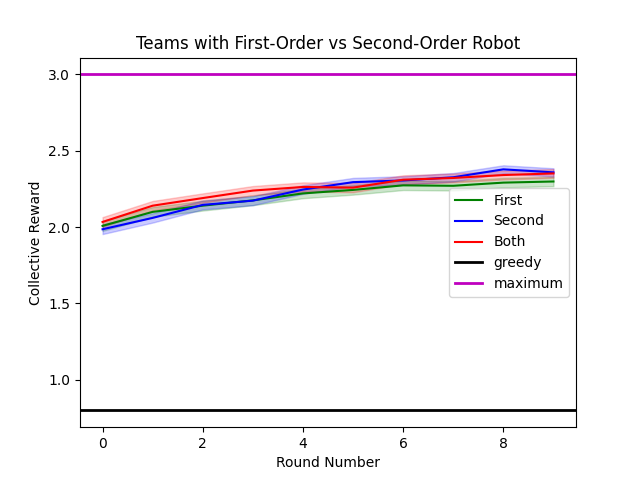 Teams with First-Order vs Second-Order Robot
3.0
2.5
2.0
1.5
1.0
Collective Reward
First
Second
Both
greedy
maximum
0 2 4 6 8
Round Number